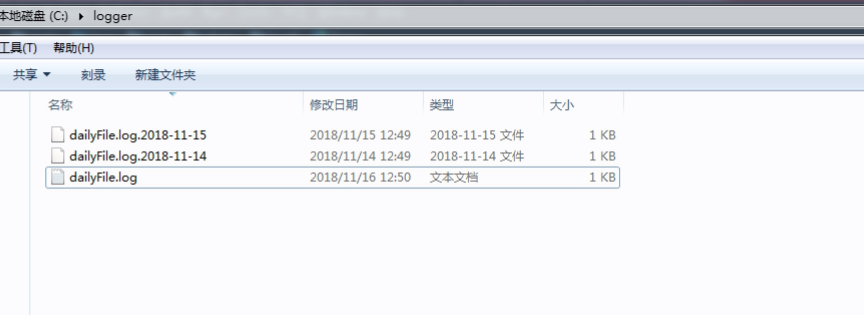 本地磁盘 (C:) ▸ logger
工具(T) 帮助(H)
共享 刻录 新建文件夹
名称 修改日期 类型 大小
dailyFile.log.2018-11-15 2018/11/15 12:49 2018-11-15 文件 1 KB
dailyFile.log.2018-11-14 2018/11/14 12:49 2018-11-14 文件 1 KB
dailyFile.log 2018/11/16 12:50 文本文档 1 KB